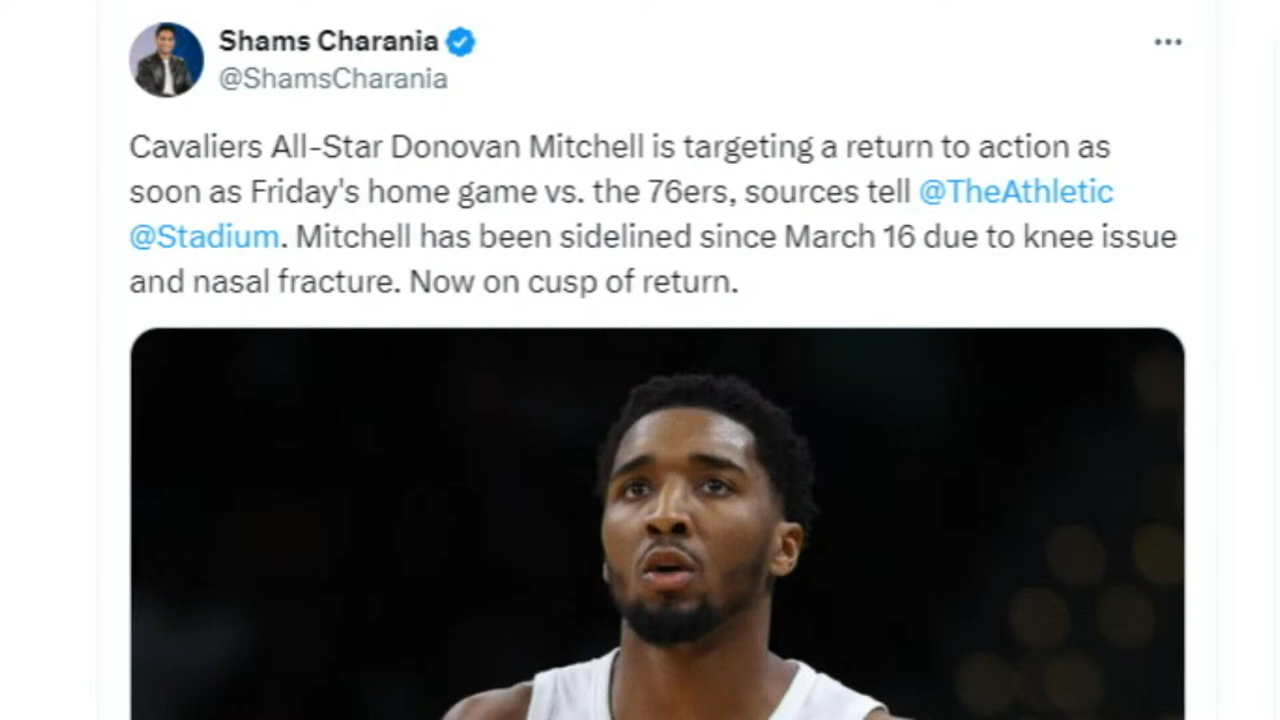 Shams Charania
@ShamsCharania
Cavaliers All-Star Donovan Mitchell is targeting a return to action as
soon as Friday's home game vs. the 76ers, sources tell @TheAthletic
@Stadium. Mitchell has been sidelined since March 16 due to knee issue
and nasal fracture. Now on cusp of return.